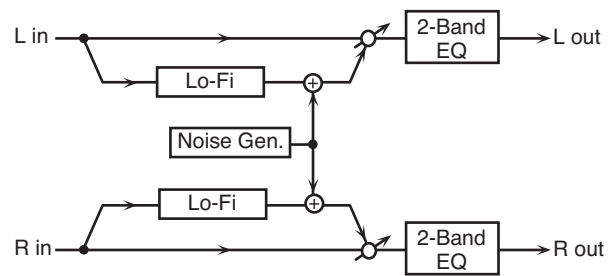 L in
2-Band
EQ
L out
Lo-Fi
+
Noise Gen.
Lo-Fi
+
R in
2-Band
EQ
R out